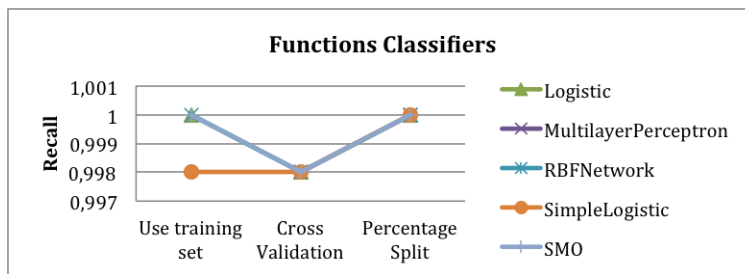 Functions Classifiers
Recall
1,001
1
0,999
0,998
0,997
Use training
set
Cross
Validation
Percentage
Split
Logistic
MultilayerPerceptron
RBFNetwork
SimpleLogistic
SMO